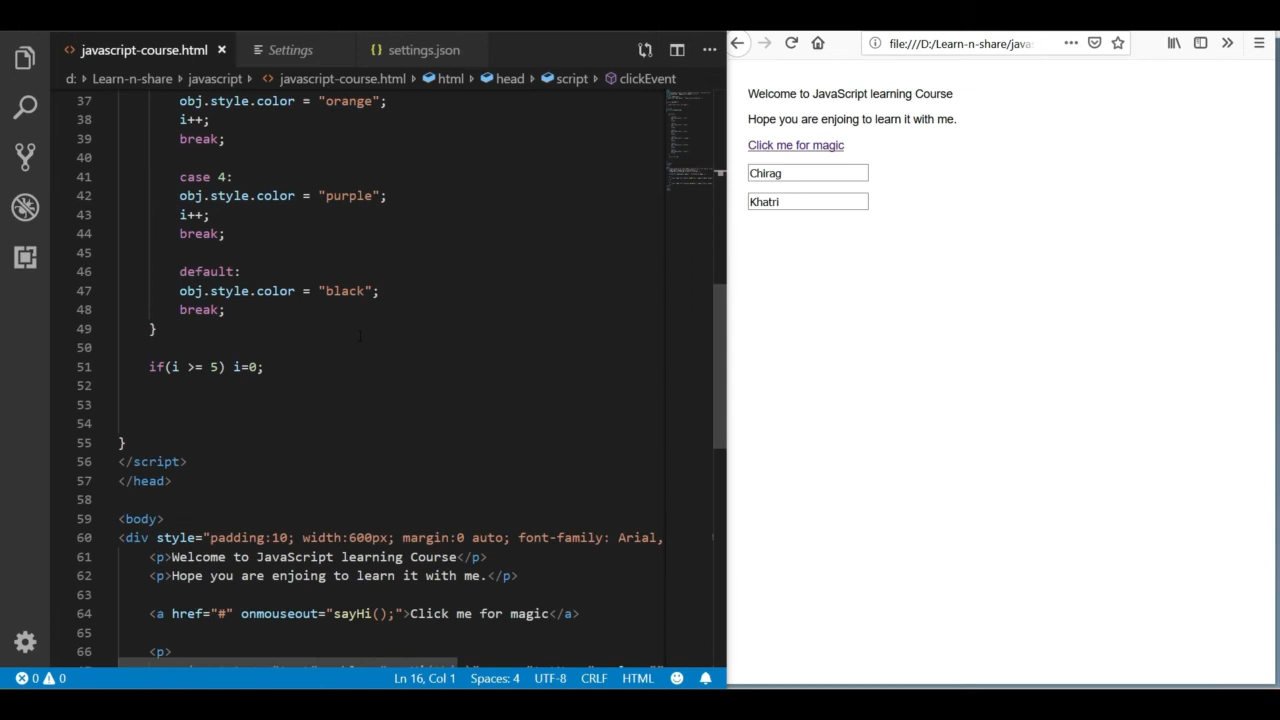 javascript-course.html × Settings settings.json
d: Learn-n-share javascript javascript-course.html html head script clickEvent
37 obj.style.color = "orange";
38 i++;
39 break;
40
41 case 4:
42 obj.style.color = "purple";
43 i++;
44 break;
45
46 default:
47 obj.style.color = "black";
48 break;
49 }
50
51 if(i >= 5) i=0;
52
53
54
55 }
56 </script>
57 </head>
58
59 <body>
60 <div style="padding:10; width:600px; margin:0 auto; font-family: Arial,
61 <p>Welcome to JavaScript learning Course</p>
62 <p>Hope you are enjoing to learn it with me.</p>
63
64 <a href="#" onmouseout="sayHi();">Click me for magic</a>
65
66 <p>
0 0 Ln 16, Col 1 Spaces: 4 UTF-8 CRLF HTML
file:///D:/Learn-n-share/java
Welcome to JavaScript learning Course
Hope you are enjoing to learn it with me.
Click me for magic
Chirag
Khatri